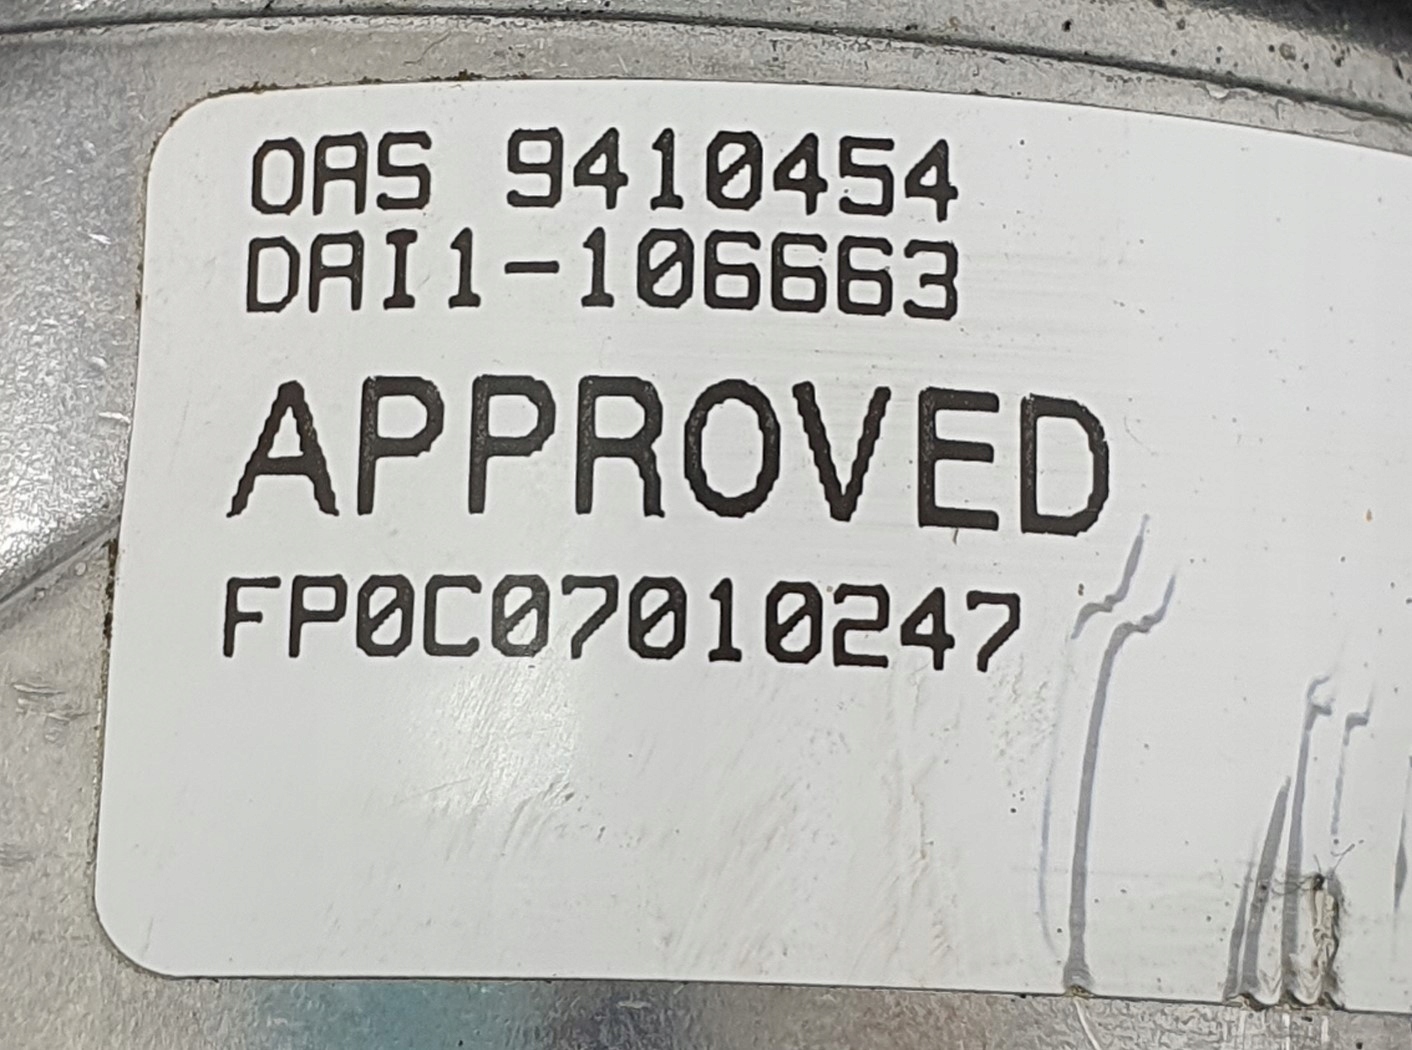 OAS 9410454
DAI1-106663
APPROVED
FP0C07010247